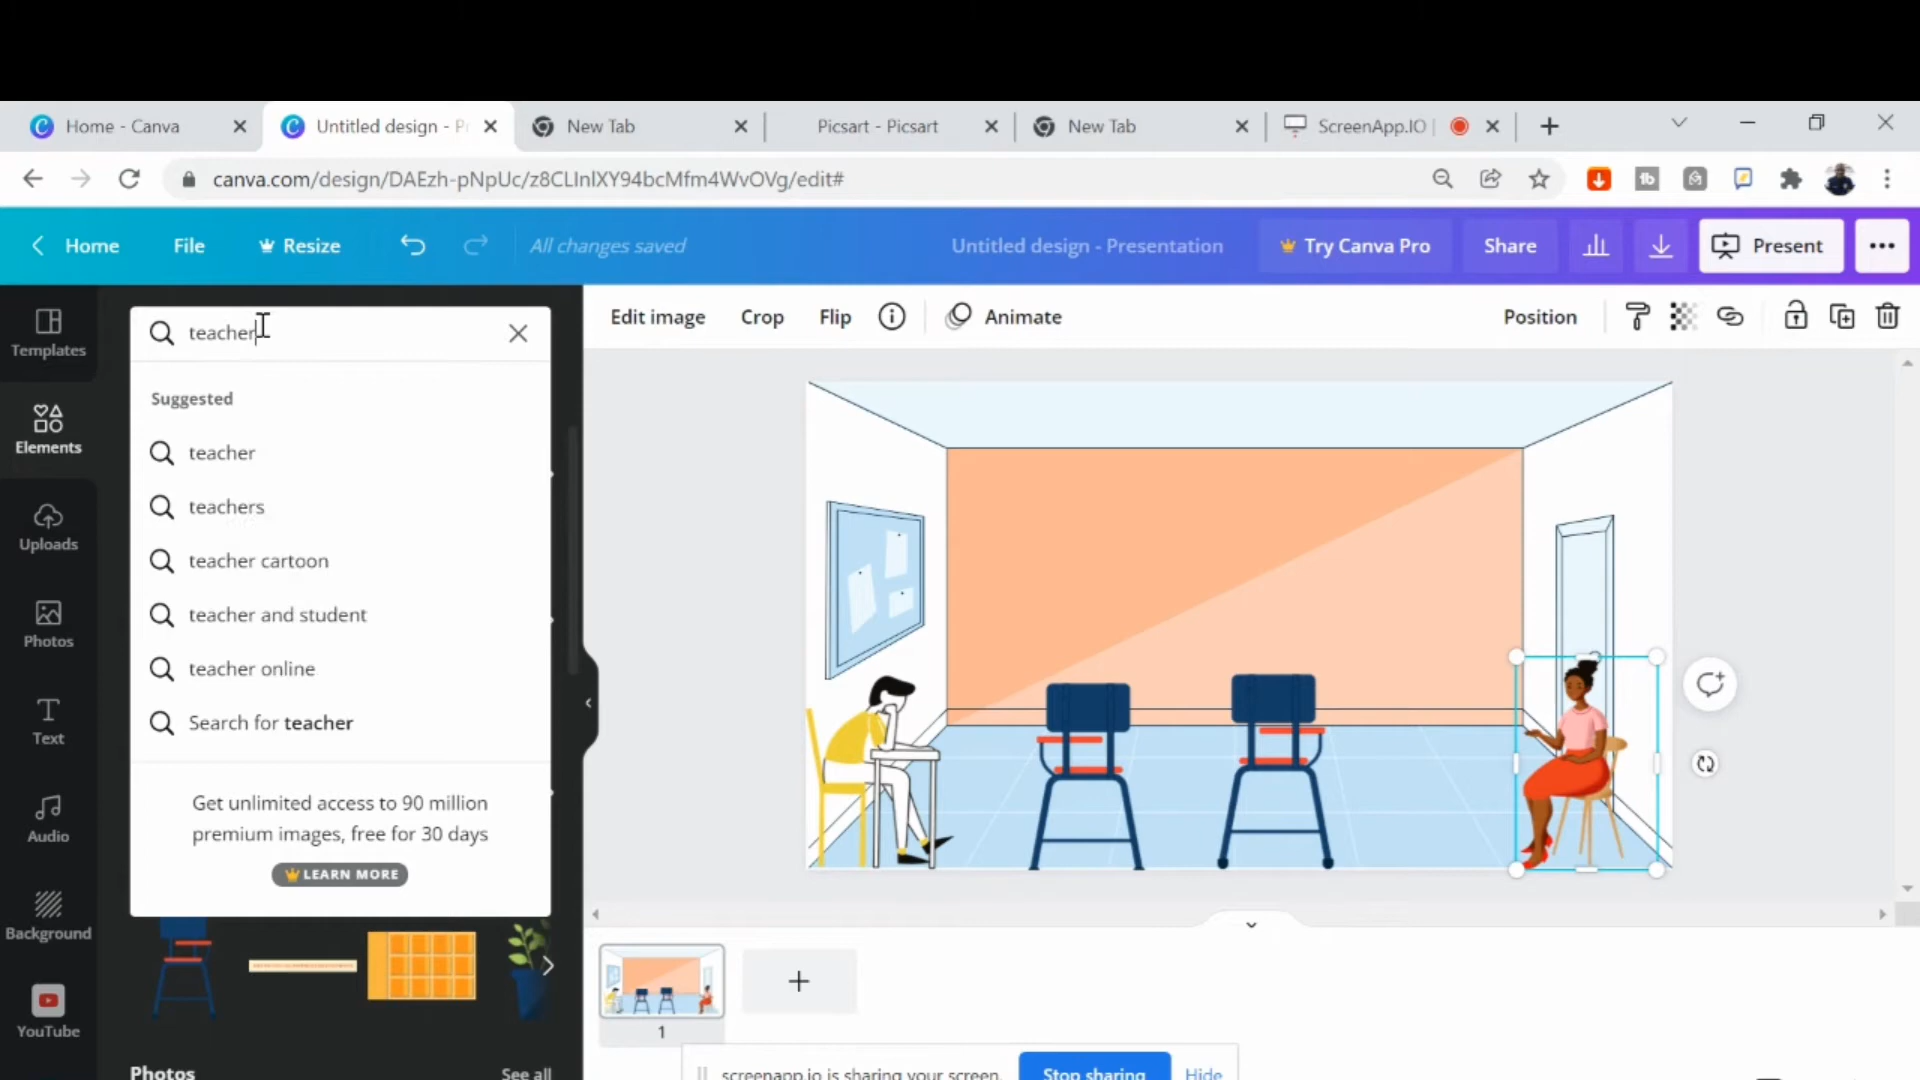 Home - Canva
Untitled design - Pr
New Tab
Picsart - Picsart
New Tab
ScreenApp.IO |
canva.com/design/DAEzh-pNpUc/z8CLInlXY94bcMfm4WvOVg/edit#
Home
File
Resize
All changes saved
Untitled design - Presentation
Try Canva Pro
Share
Present
Templates
Elements
Uploads
Photos
Text
Audio
Background
YouTube
teacher
Suggested
teacher
teachers
teacher cartoon
teacher and student
teacher online
Search for teacher
Get unlimited access to 90 million
premium images, free for 30 days
LEARN MORE
Photos
See all
Edit image
Crop
Flip
Animate
Position
1
screenapp.io is sharing your screen.
Stop sharing
Hide